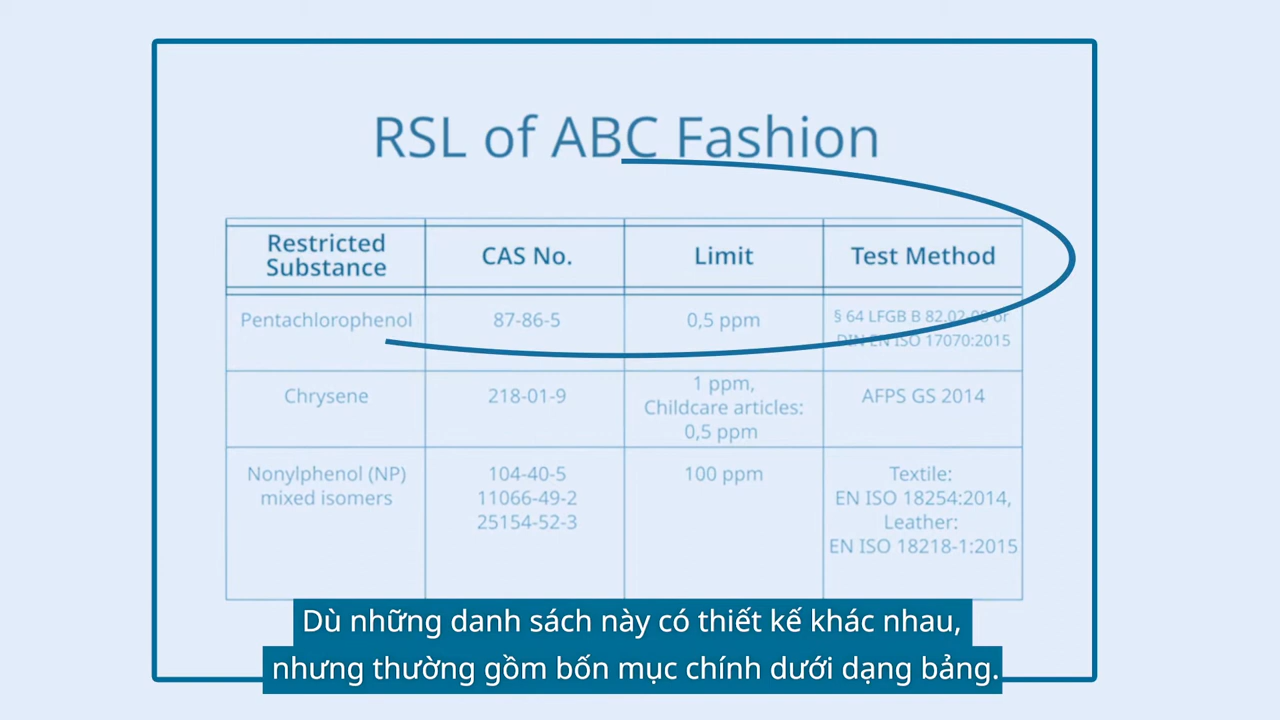 RSL of ABC Fashion
Restricted
Substance
CAS No.
Limit
Test Method
Pentachlorophenol
87-86-5
0,5 ppm
§ 64 LFGB B 82.02.08 or
DIN EN ISO 17070:2015
Chrysene
218-01-9
1 ppm,
Childcare articles:
0,5 ppm
AFPS GS 2014
Nonylphenol (NP)
mixed isomers
104-40-5
11066-49-2
25154-52-3
100 ppm
Textile:
EN ISO 18254:2014,
Leather:
EN ISO 18218-1:2015
Dù những danh sách này có thiết kế khác nhau,
nhưng thường gồm bốn mục chính dưới dạng bảng.